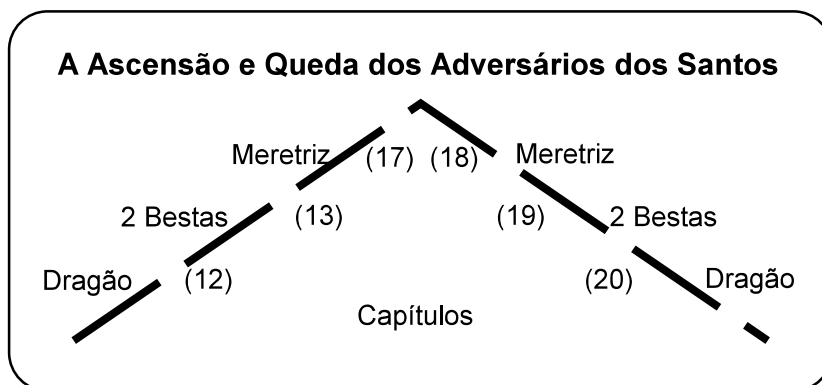 A Ascensão e Queda dos Adversários dos Santos
Meretriz (17) (18) Meretriz
2 Bestas (13) (19) 2 Bestas
Dragão (12) (20) Dragão
Capítulos